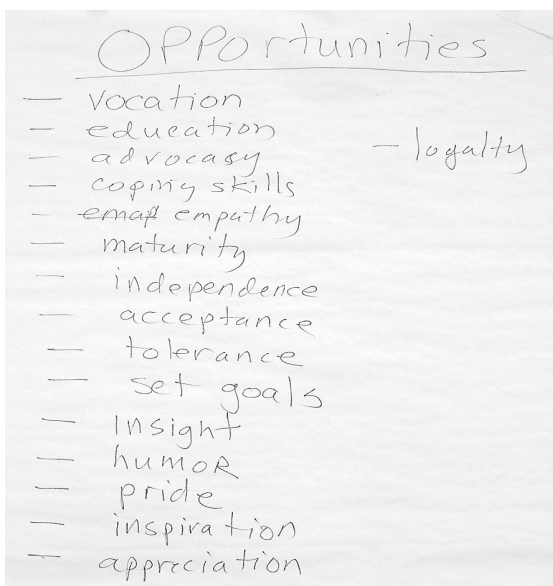 Opportunities
— vocation
— education
— advocasy
— coping skills
— empathy
— maturity
— independence
— acceptance
— tolerance
— set goals
— Insight
— humoR
— pride
— inspiration
— appreciation
— loyalty